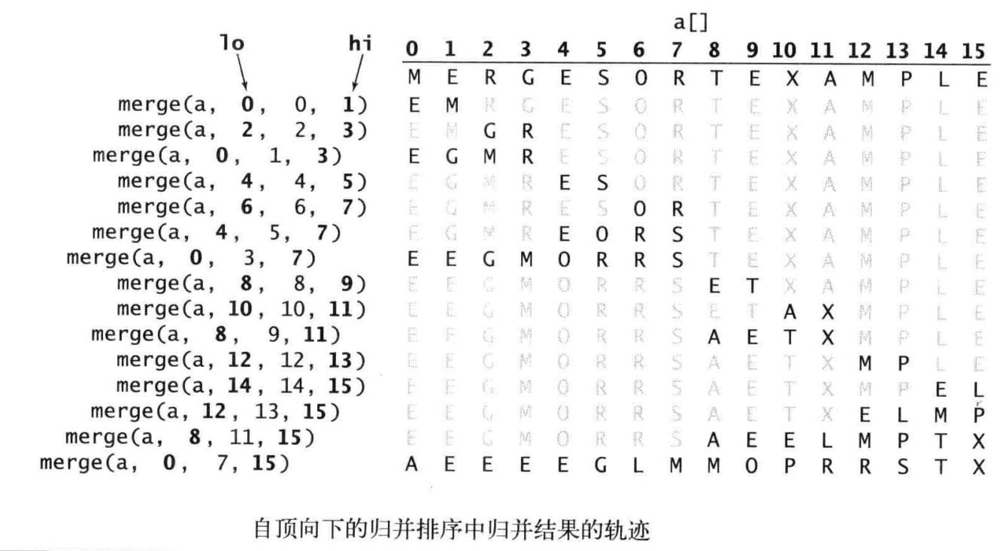 a[]
lo hi 0 1 2 3 4 5 6 7 8 9 10 11 12 13 14 15
M E R G E S O R T E X A M P L E
merge(a, 0, 0, 1) E M R G E S O R T E X A M P L E
merge(a, 2, 2, 3) E M G R E S O R T E X A M P L E
merge(a, 0, 1, 3) E G M R E S O R T E X A M P L E
merge(a, 4, 4, 5) E G M R E S O R T E X A M P L E
merge(a, 6, 6, 7) E G M R E S O R T E X A M P L E
merge(a, 4, 5, 7) E G M R E O R S T E X A M P L E
merge(a, 0, 3, 7) E E G M O R R S T E X A M P L E
merge(a, 8, 8, 9) E E G M O R R S E T X A M P L E
merge(a, 10, 10, 11) E E G M O R R S E T A X M P L E
merge(a, 8, 9, 11) E E G M O R R S A E T X M P L E
merge(a, 12, 12, 13) E E G M O R R S A E T X M P L E
merge(a, 14, 14, 15) E E G M O R R S A E T X M P E L
merge(a, 12, 13, 15) E E G M O R R S A E T X E L M P
merge(a, 8, 11, 15) E E G M O R R S A E E L M P T X
merge(a, 0, 7, 15) A E E E E G L M M O P R R S T X
自顶向下的归并排序中归并结果的轨迹